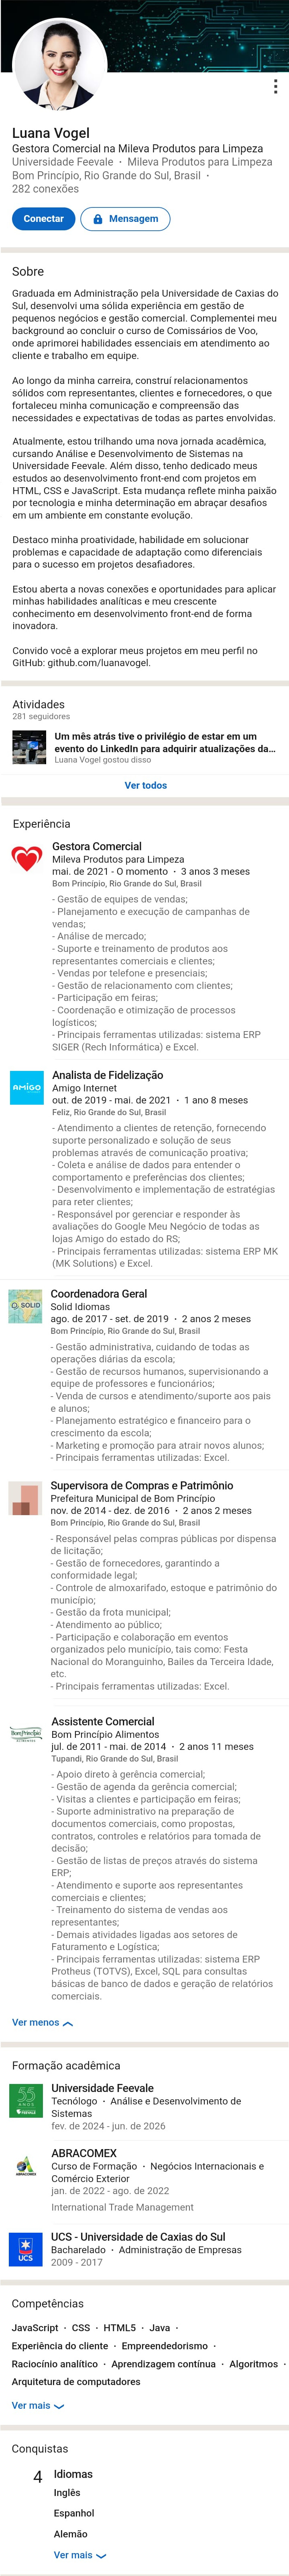 Luana Vogel
Gestora Comercial na Mileva Produtos para Limpeza
Universidade Feevale · Mileva Produtos para Limpeza
Bom Princípio, Rio Grande do Sul, Brasil ·
282 conexões
Conectar
Mensagem
Sobre
Graduada em Administração pela Universidade de Caxias do
Sul, desenvolvi uma sólida experiência em gestão de
pequenos negócios e gestão comercial. Complementei meu
background ao concluir o curso de Comissários de Voo,
onde aprimorei habilidades essenciais em atendimento ao
cliente e trabalho em equipe.
Ao longo da minha carreira, construí relacionamentos
sólidos com representantes, clientes e fornecedores, o que
fortaleceu minha comunicação e compreensão das
necessidades e expectativas de todas as partes envolvidas.
Atualmente, estou trilhando uma nova jornada acadêmica,
cursando Análise e Desenvolvimento de Sistemas na
Universidade Feevale. Além disso, tenho dedicado meus
estudos ao desenvolvimento front-end com projetos em
HTML, CSS e JavaScript. Esta mudança reflete minha paixão
por tecnologia e minha determinação em abraçar desafios
em um ambiente em constante evolução.
Destaco minha proatividade, habilidade em solucionar
problemas e capacidade de adaptação como diferenciais
para o sucesso em projetos desafiadores.
Estou aberta a novas conexões e oportunidades para aplicar
minhas habilidades analíticas e meu crescente
conhecimento em desenvolvimento front-end de forma
inovadora.
Convido você a explorar meus projetos em meu perfil no
GitHub: github.com/luanavogel.
Atividades
281 seguidores
Um mês atrás tive o privilégio de estar em um
evento do LinkedIn para adquirir atualizações da...
Luana Vogel gostou disso
Ver todos
Experiência
Gestora Comercial
Mileva Produtos para Limpeza
mai. de 2021 - O momento · 3 anos 3 meses
Bom Princípio, Rio Grande do Sul, Brasil
- Gestão de equipes de vendas;
- Planejamento e execução de campanhas de
vendas;
- Análise de mercado;
- Suporte e treinamento de produtos aos
representantes comerciais e clientes;
- Vendas por telefone e presenciais;
- Gestão de relacionamento com clientes;
- Participação em feiras;
- Coordenação e otimização de processos
logísticos;
- Principais ferramentas utilizadas: sistema ERP
SIGER (Rech Informática) e Excel.
AMIGO
Analista de Fidelização
Amigo Internet
out. de 2019 - mai. de 2021 · 1 ano 8 meses
Feliz, Rio Grande do Sul, Brasil
- Atendimento a clientes de retenção, fornecendo
suporte personalizado e solução de seus
problemas através de comunicação proativa;
- Coleta e análise de dados para entender o
comportamento e preferências dos clientes;
- Desenvolvimento e implementação de estratégias
para reter clientes;
- Responsável por gerenciar e responder às
avaliações do Google Meu Negócio de todas as
lojas Amigo do estado do RS;
- Principais ferramentas utilizadas: sistema ERP MK
(MK Solutions) e Excel.
SOLID
Coordenadora Geral
Solid Idiomas
ago. de 2017 - set. de 2019 · 2 anos 2 meses
Bom Princípio, Rio Grande do Sul, Brasil
- Gestão administrativa, cuidando de todas as
operações diárias da escola;
- Gestão de recursos humanos, supervisionando a
equipe de professores e funcionários;
- Venda de cursos e atendimento/suporte aos pais
e alunos;
- Planejamento estratégico e financeiro para o
crescimento da escola;
- Marketing e promoção para atrair novos alunos;
- Principais ferramentas utilizadas: Excel.
Supervisora de Compras e Patrimônio
Prefeitura Municipal de Bom Princípio
nov. de 2014 - dez. de 2016 · 2 anos 2 meses
Bom Princípio, Rio Grande do Sul, Brasil
- Responsável pelas compras públicas por dispensa
de licitação;
- Gestão de fornecedores, garantindo a
conformidade legal;
- Controle de almoxarifado, estoque e patrimônio do
município;
- Gestão da frota municipal;
- Atendimento ao público;
- Participação e colaboração em eventos
organizados pelo município, tais como: Festa
Nacional do Moranguinho, Bailes da Terceira Idade,
etc.
- Principais ferramentas utilizadas: Excel.
Bom Princípio
ALIMENTOS
Assistente Comercial
Bom Princípio Alimentos
jul. de 2011 - mai. de 2014 · 2 anos 11 meses
Tupandi, Rio Grande do Sul, Brasil
- Apoio direto à gerência comercial;
- Gestão de agenda da gerência comercial;
- Visitas a clientes e participação em feiras;
- Suporte administrativo na preparação de
documentos comerciais, como propostas,
contratos, controles e relatórios para tomada de
decisão;
- Gestão de listas de preços através do sistema
ERP;
- Atendimento e suporte aos representantes
comerciais e clientes;
- Treinamento do sistema de vendas aos
representantes;
- Demais atividades ligadas aos setores de
Faturamento e Logística;
- Principais ferramentas utilizadas: sistema ERP
Protheus (TOTVS), Excel, SQL para consultas
básicas de banco de dados e geração de relatórios
comerciais.
Ver menos
Formação acadêmica
55
ANOS
FEEVALE
Universidade Feevale
Tecnólogo · Análise e Desenvolvimento de
Sistemas
fev. de 2024 - jun. de 2026
ABRACOMEX
ABRACOMEX
Curso de Formação · Negócios Internacionais e
Comércio Exterior
jan. de 2022 - ago. de 2022
International Trade Management
UCS
UCS - Universidade de Caxias do Sul
Bacharelado · Administração de Empresas
2009 - 2017
Competências
JavaScript · CSS · HTML5 · Java ·
Experiência do cliente · Empreendedorismo ·
Raciocínio analítico · Aprendizagem contínua · Algoritmos ·
Arquitetura de computadores
Ver mais
Conquistas
4 Idiomas
Inglês
Espanhol
Alemão
Ver mais